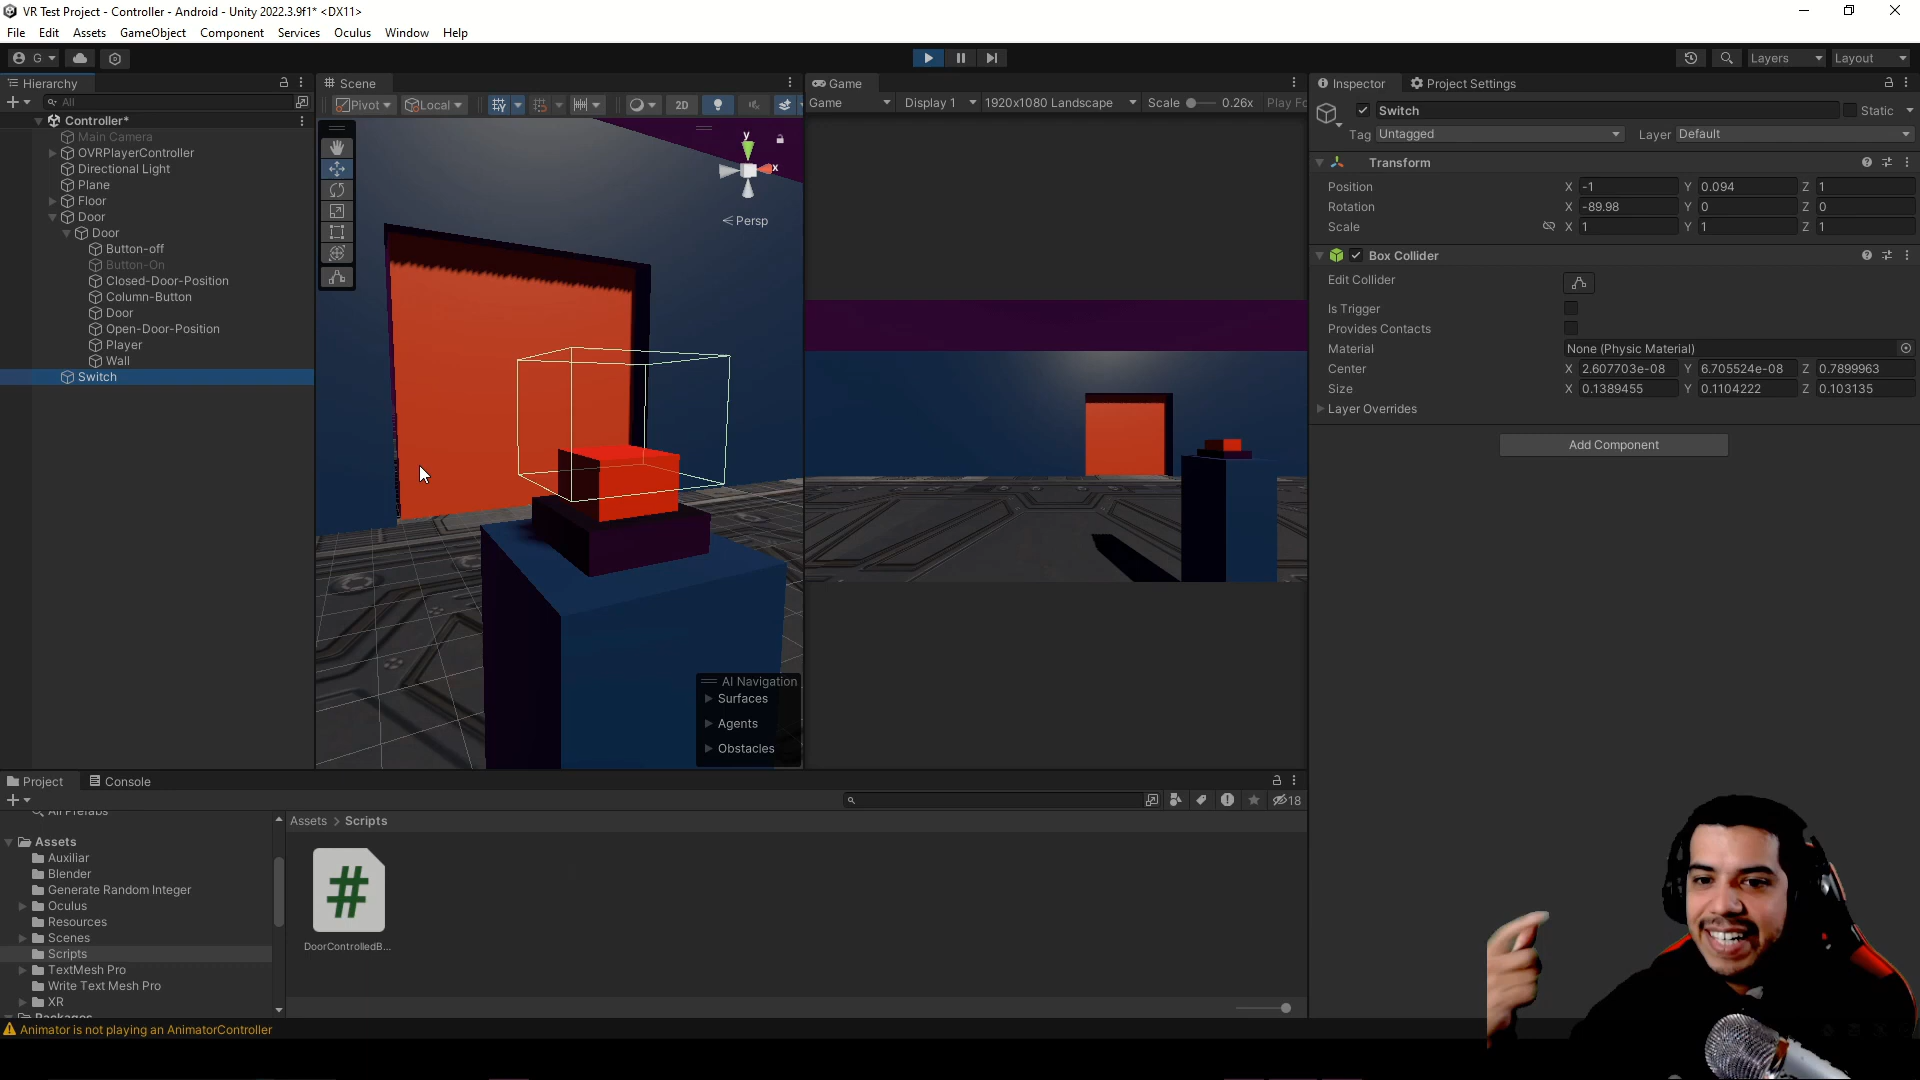 VR Test Project - Controller - Android - Unity 2022.3.9f1* <DX11>
File Edit Assets GameObject Component Services Oculus Window Help
G Layers Layout
Hierarchy
All
Controller*
Main Camera
OVRPlayerController
Directional Light
Plane
Floor
Door
Door
Button-off
Button-On
Closed-Door-Position
Column-Button
Door
Open-Door-Position
Player
Wall
Switch
Scene
Pivot Local 2D
y
x
Persp
AI Navigation
Surfaces
Agents
Obstacles
Game
Game Display 1 1920x1080 Landscape Scale 0.26x Play Fo
Inspector Project Settings
Switch Static
Tag Untagged Layer Default
Transform
Position X -1 Y 0.094 Z 1
Rotation X -89.98 Y 0 Z 0
Scale X 1 Y 1 Z 1
Box Collider
Edit Collider
Is Trigger
Provides Contacts
Material None (Physic Material)
Center X 2.607703e-08 Y 6.705524e-08 Z 0.7899963
Size X 0.1389455 Y 0.1104222 Z 0.103135
Layer Overrides
Add Component
Project Console
18
All Prefabs
Assets
Auxiliar
Blender
Generate Random Integer
Oculus
Resources
Scenes
Scripts
TextMesh Pro
Write Text Mesh Pro
XR
Packages
Assets > Scripts
#
DoorControlledB...
Animator is not playing an AnimatorController